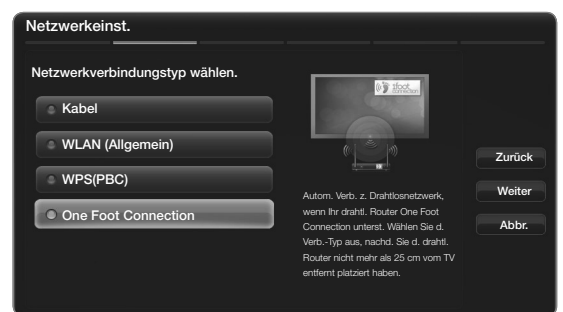 Netzwerkeinst.
Netzwerkverbindungstyp wählen.
Kabel
WLAN (Allgemein)
WPS(PBC)
One Foot Connection
1foot
connection
Autom. Verb. z. Drahtlosnetzwerk,
wenn Ihr drahtl. Router One Foot
Connection unterst. Wählen Sie d.
Verb.-Typ aus, nachd. Sie d. drahtl.
Router nicht mehr als 25 cm vom TV
entfernt platziert haben.
Zurück
Weiter
Abbr.